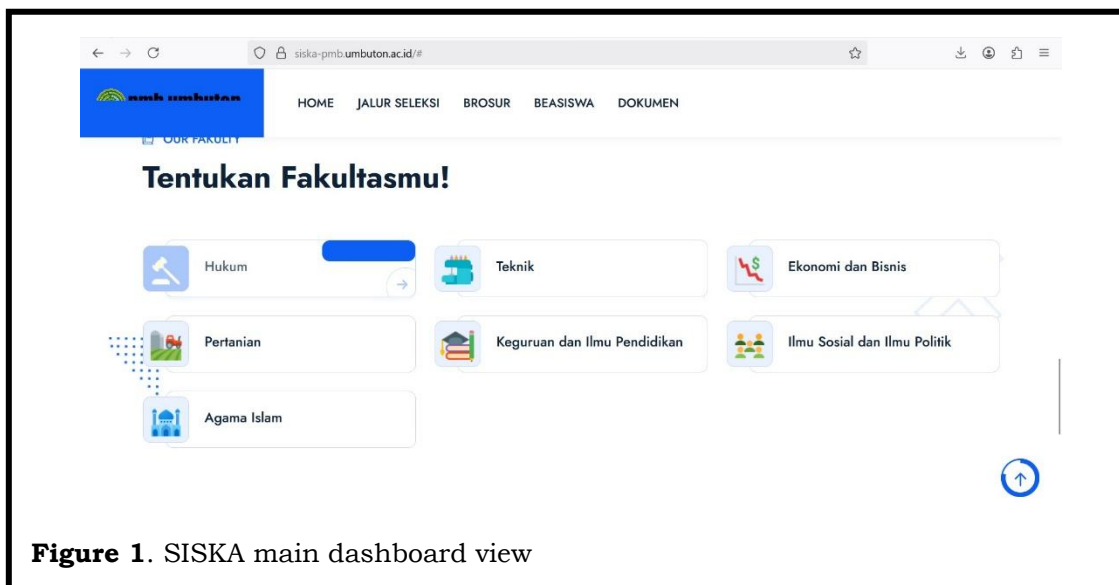 siska-pmb.umbuton.ac.id/#
pmb umbuton
HOME JALUR SELEKSI BROSUR BEASISWA DOKUMEN
OUR FAKULTY
Tentukan Fakultasmu!
Hukum
Teknik
Ekonomi dan Bisnis
Pertanian
Keguruan dan Ilmu Pendidikan
Ilmu Sosial dan Ilmu Politik
Agama Islam
Figure 1. SISKA main dashboard view